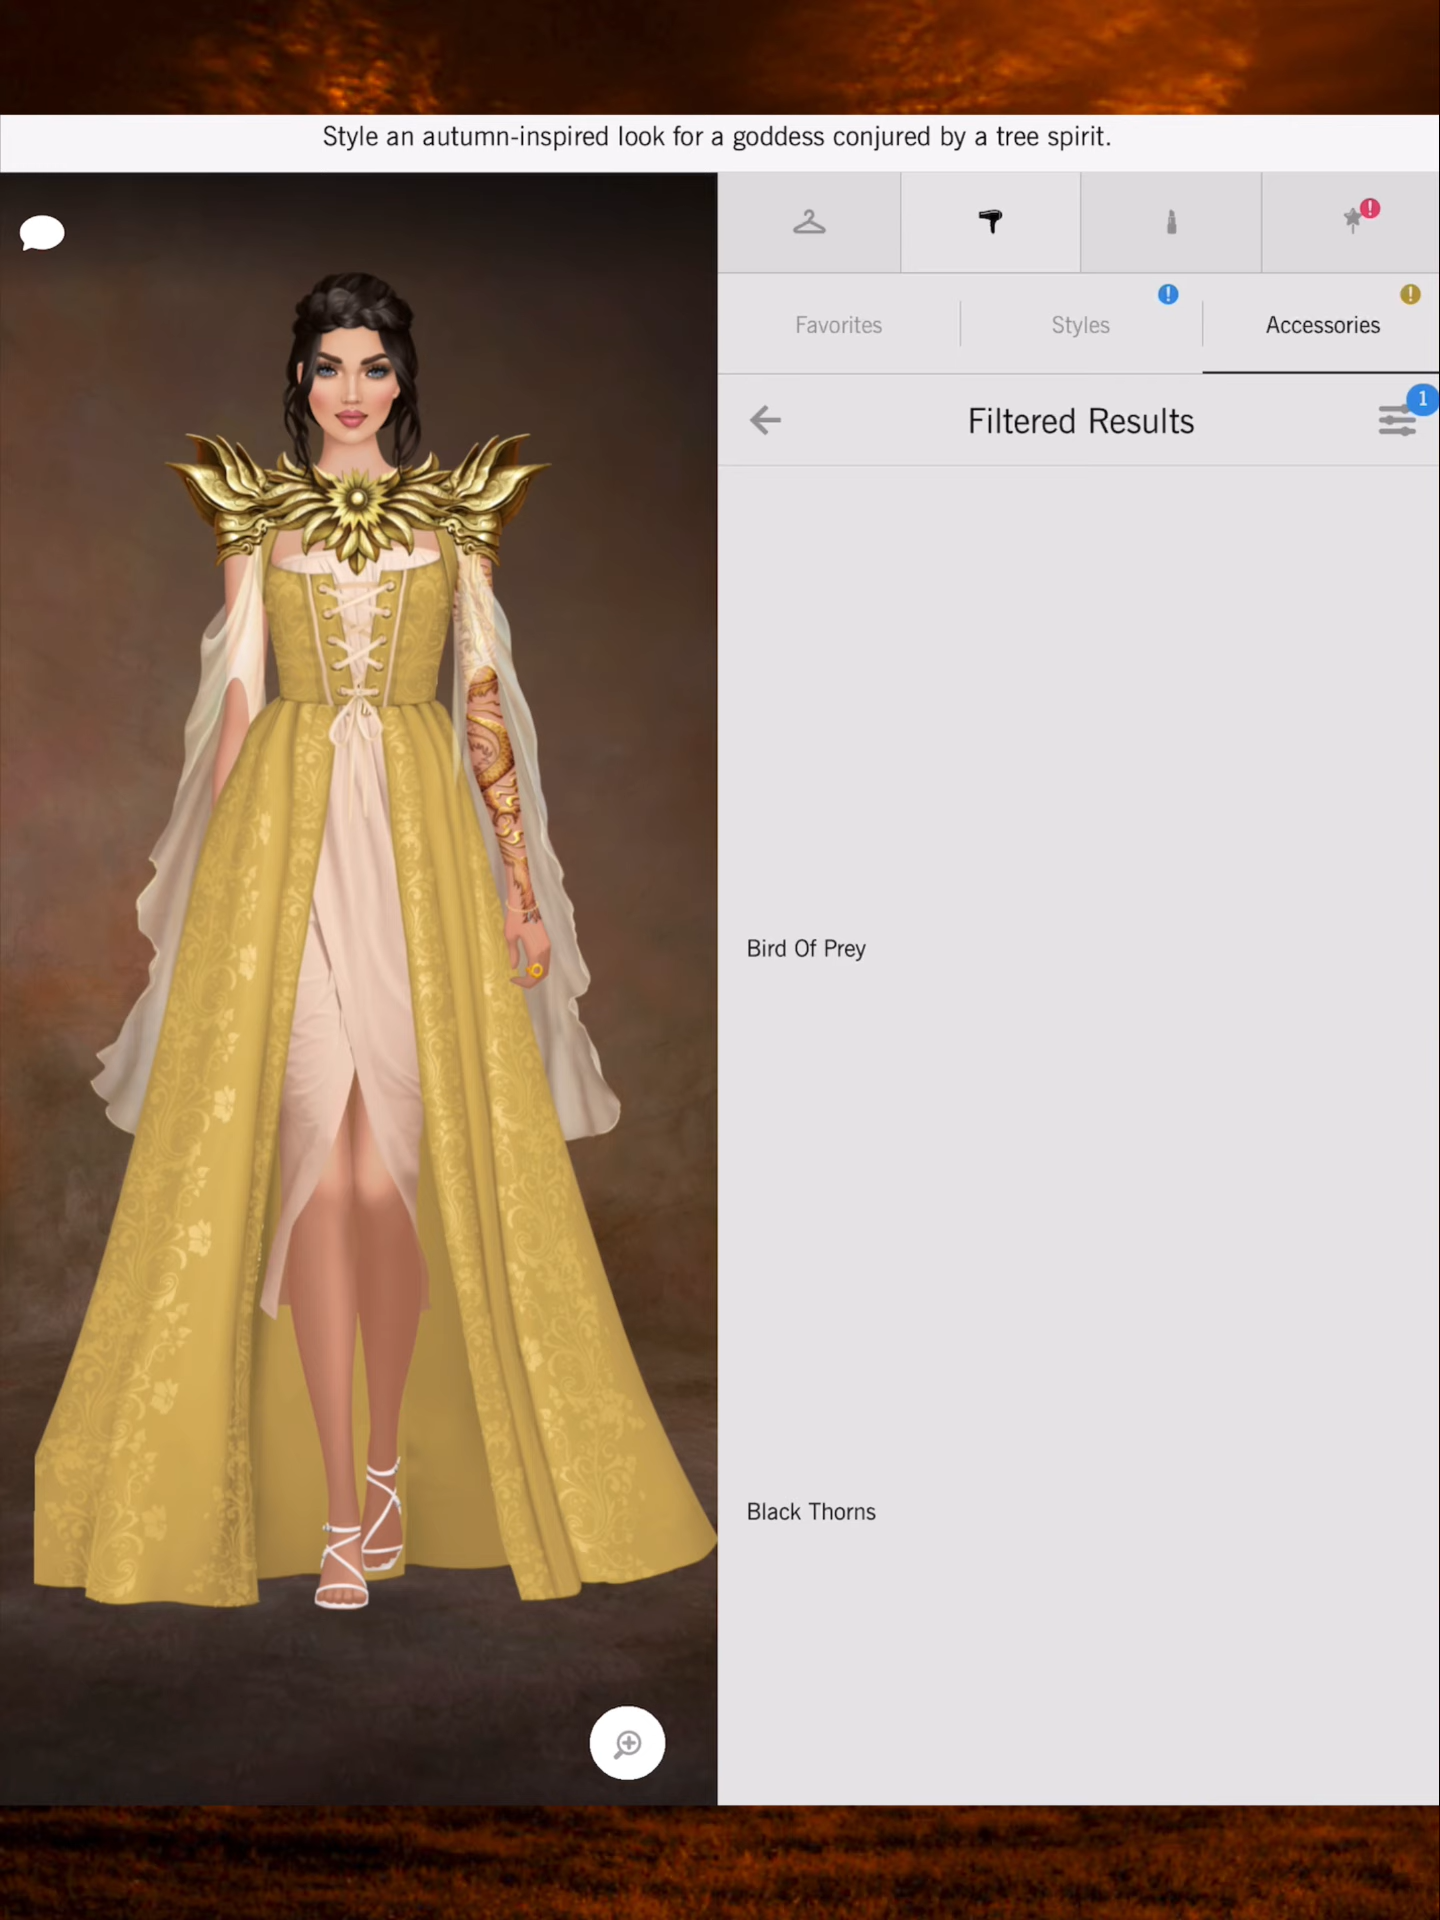 Style an autumn-inspired look for a goddess conjured by a tree spirit.
!
! !
Favorites Styles Accessories
1
Filtered Results
Bird Of Prey
Black Thorns